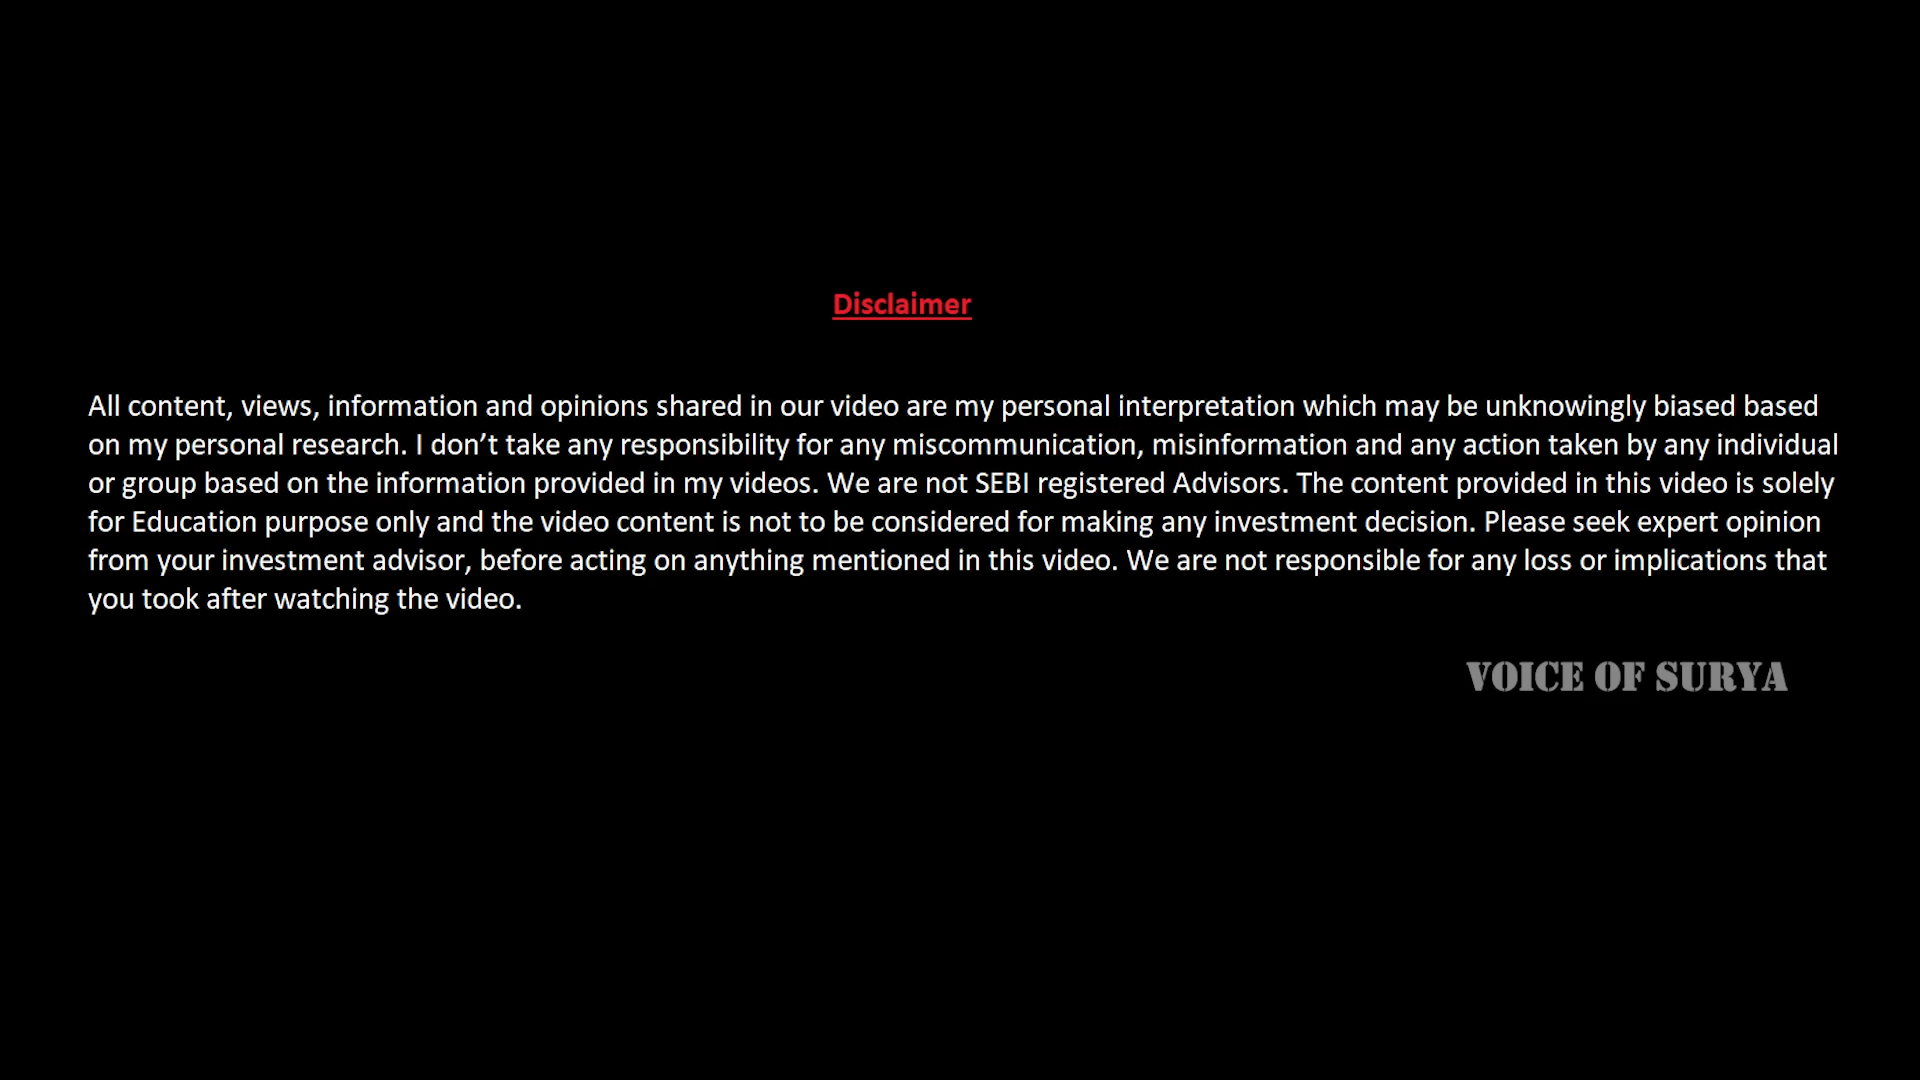 Disclaimer
All content, views, information and opinions shared in our video are my personal interpretation which may be unknowingly biased based
on my personal research. I don’t take any responsibility for any miscommunication, misinformation and any action taken by any individual
or group based on the information provided in my videos. We are not SEBI registered Advisors. The content provided in this video is solely
for Education purpose only and the video content is not to be considered for making any investment decision. Please seek expert opinion
from your investment advisor, before acting on anything mentioned in this video. We are not responsible for any loss or implications that
you took after watching the video.
VOICE OF SURYA